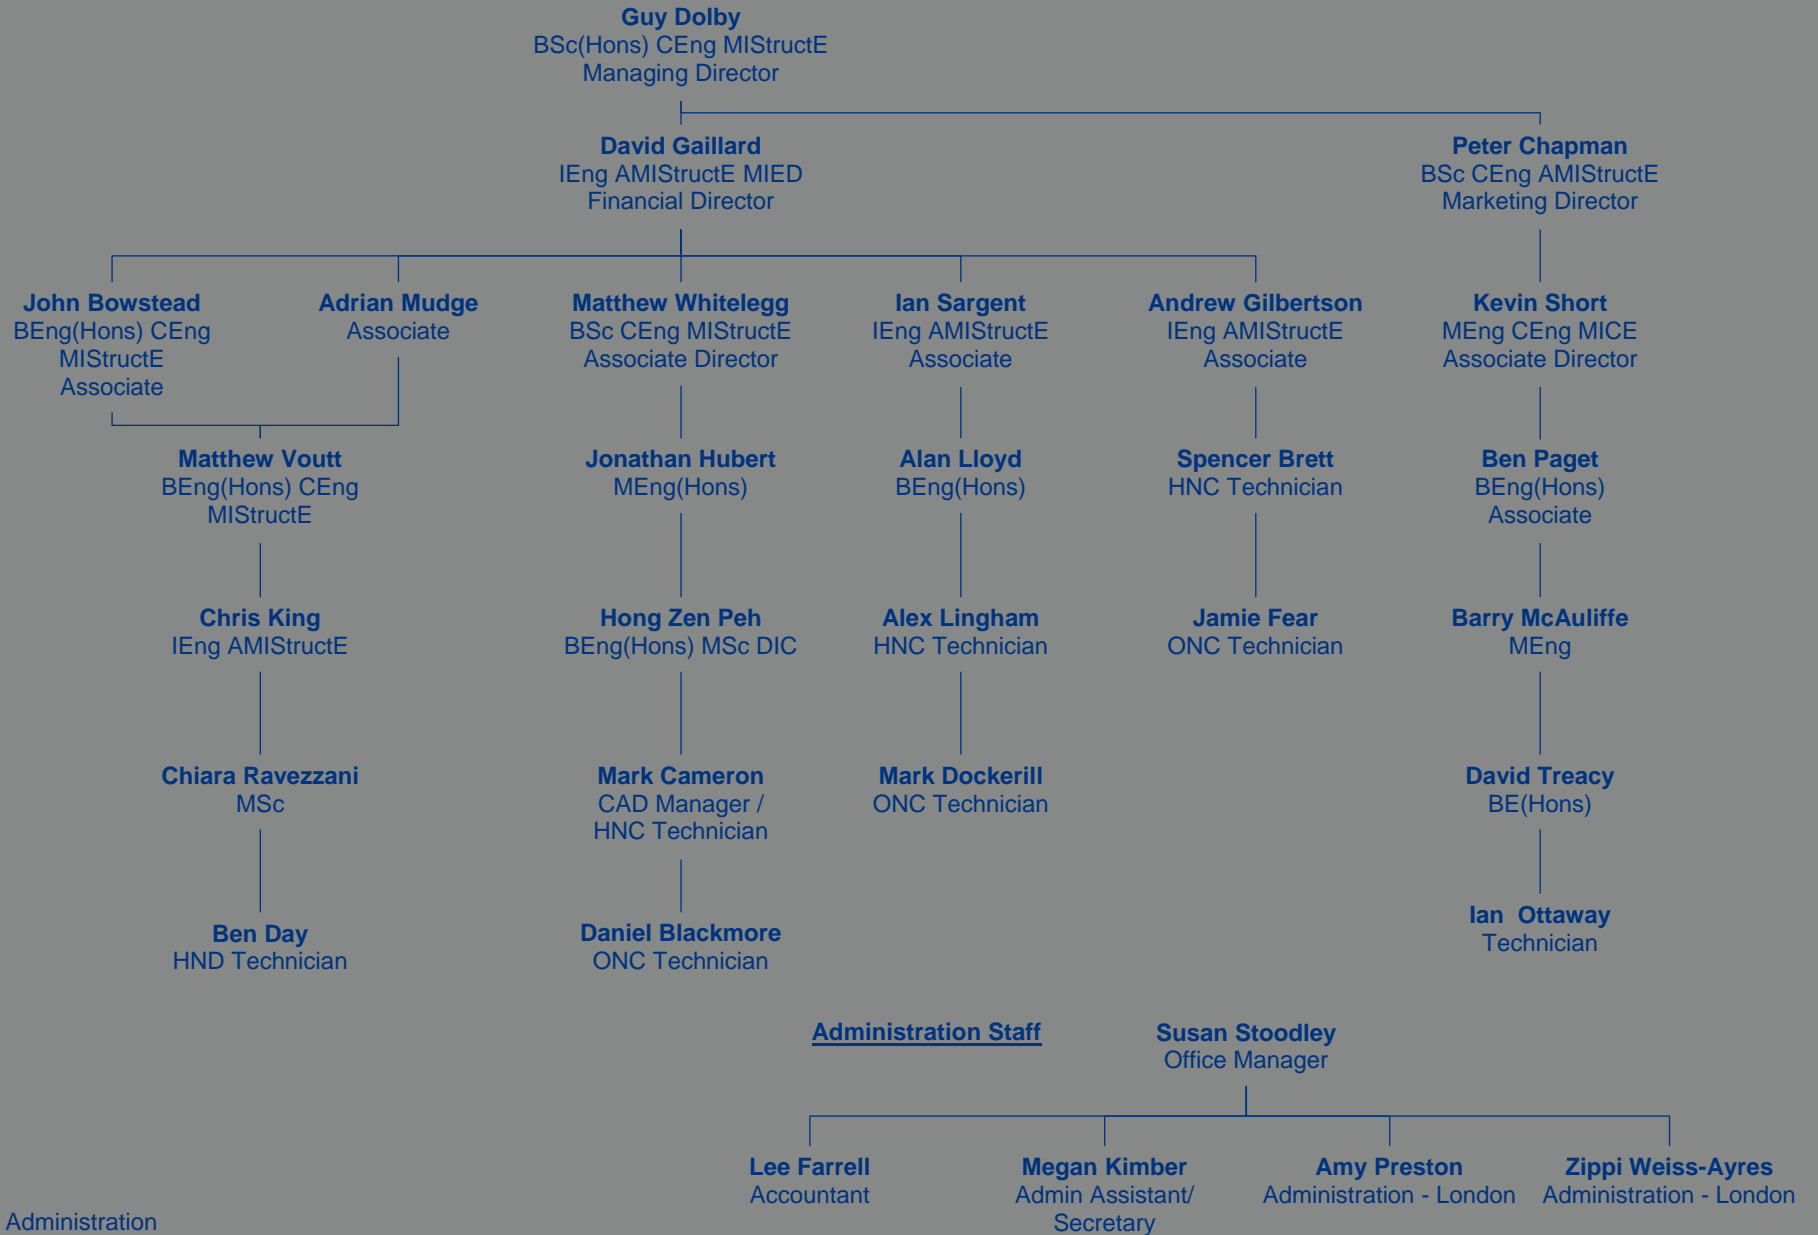 Guy Dolby
BSc(Hons) CEng MIStructE
Managing Director
David Gaillard
IEng AMIStructE MIED
Financial Director
Peter Chapman
BSc CEng AMIStructE
Marketing Director
John Bowstead
BEng(Hons) CEng
MIStructE
Associate
Adrian Mudge
Associate
Matthew Whitelegg
BSc CEng MIStructE
Associate Director
Ian Sargent
IEng AMIStructE
Associate
Andrew Gilbertson
IEng AMIStructE
Associate
Kevin Short
MEng CEng MICE
Associate Director
Matthew Voutt
BEng(Hons) CEng
MIStructE
Jonathan Hubert
MEng(Hons)
Alan Lloyd
BEng(Hons)
Spencer Brett
HNC Technician
Ben Paget
BEng(Hons)
Associate
Chris King
IEng AMIStructE
Hong Zen Peh
BEng(Hons) MSc DIC
Alex Lingham
HNC Technician
Jamie Fear
ONC Technician
Barry McAuliffe
MEng
Chiara Ravezzani
MSc
Mark Cameron
CAD Manager /
HNC Technician
Mark Dockerill
ONC Technician
David Treacy
BE(Hons)
Ben Day
HND Technician
Daniel Blackmore
ONC Technician
Ian  Ottaway
Technician
Administration Staff
Susan Stoodley
Office Manager
Lee Farrell
Accountant
Megan Kimber
Admin Assistant/
Secretary
Amy Preston
Administration - London
Zippi Weiss-Ayres
Administration - London
Administration